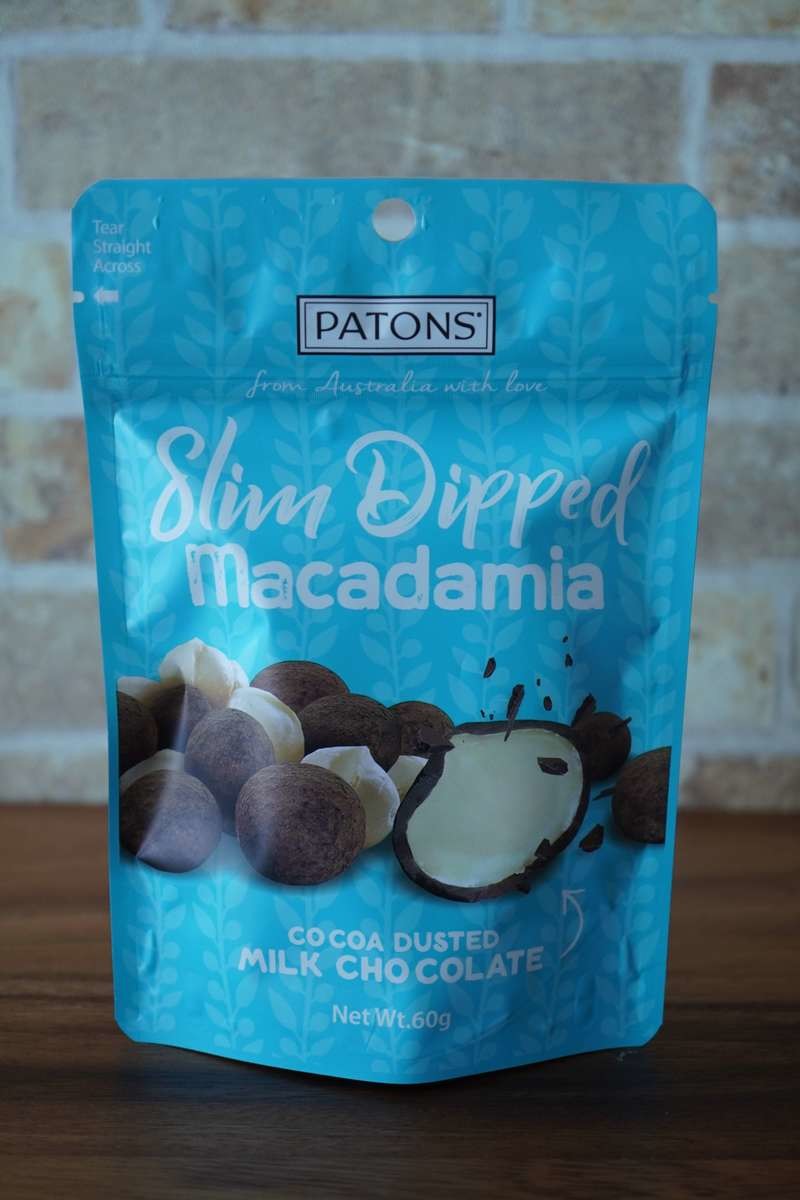 Tear
Straight
Across
PATONS®
from Australia with love
Slim Dipped
Macadamia
COCOA DUSTED
MILK CHOCOLATE
Net Wt.60g